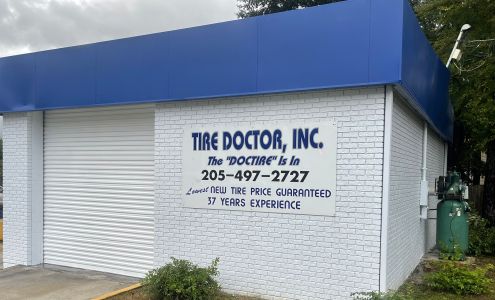 TIRE DOCTOR, INC.
The "DOCTIRE" Is In
205-497-2727
Lowest NEW TIRE PRICE GUARANTEED
37 YEARS EXPERIENCE